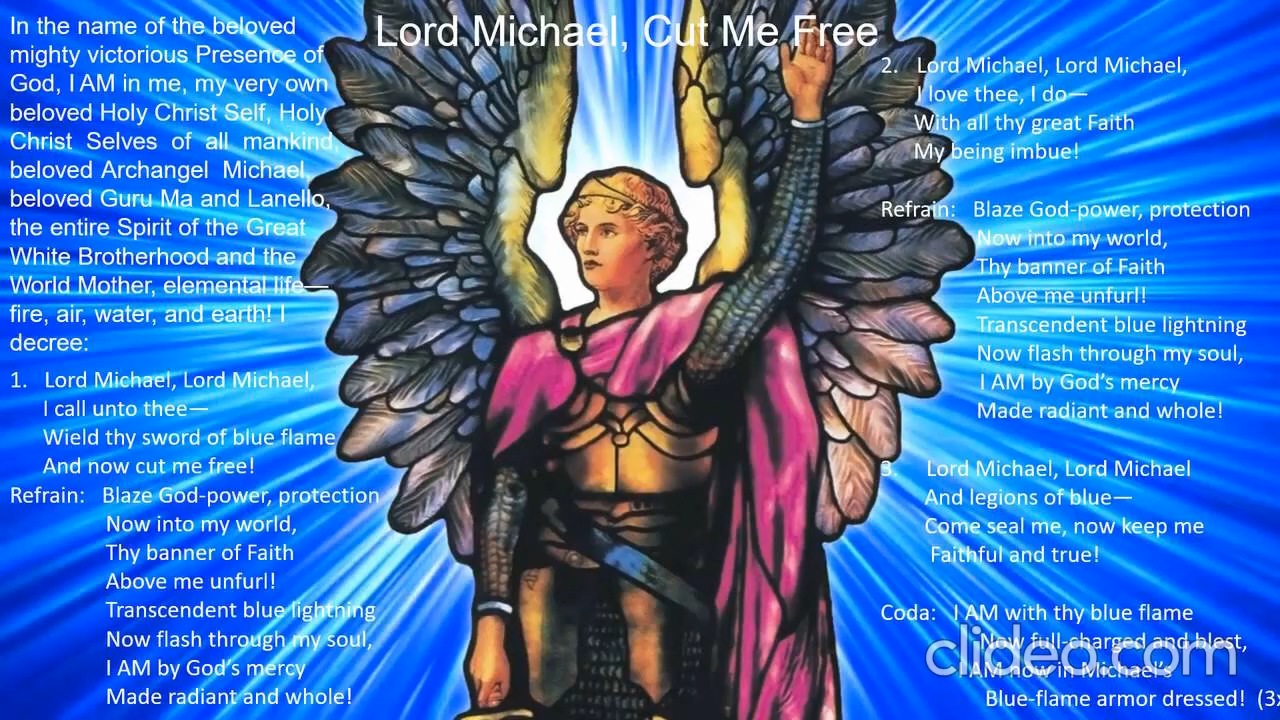 Lord Michael, Cut Me Free
In the name of the beloved
mighty victorious Presence of
God, I AM in me, my very own
beloved Holy Christ Self, Holy
Christ Selves of all mankind,
beloved Archangel Michael,
beloved Guru Ma and Lanello,
the entire Spirit of the Great
White Brotherhood and the
World Mother, elemental life—
fire, air, water, and earth! I
decree:
1. Lord Michael, Lord Michael,
I call unto thee—
Wield thy sword of blue flame
And now cut me free!
Refrain: Blaze God-power, protection
Now into my world,
Thy banner of Faith
Above me unfurl!
Transcendent blue lightning
Now flash through my soul,
I AM by God's mercy
Made radiant and whole!
2. Lord Michael, Lord Michael,
I love thee, I do—
With all thy great Faith
My being imbue!
Refrain: Blaze God-power, protection
Now into my world,
Thy banner of Faith
Above me unfurl!
Transcendent blue lightning
Now flash through my soul,
I AM by God's mercy
Made radiant and whole!
3. Lord Michael, Lord Michael
And legions of blue—
Come seal me, now keep me
Faithful and true!
Coda: I AM with thy blue flame
Now full-charged and blest,
I AM now in Michael's
Blue-flame armor dressed! (3x
clideo.com